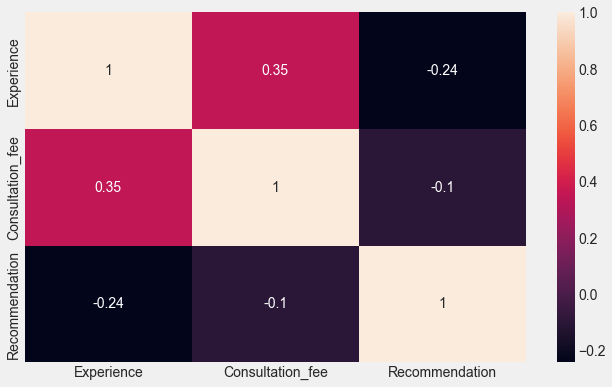 Experience
Consultation_fee
Recommendation
1
0.35
-0.24
0.35
1
-0.1
-0.24
-0.1
1
Experience
Consultation_fee
Recommendation
1.0
0.8
0.6
0.4
0.2
0.0
−0.2